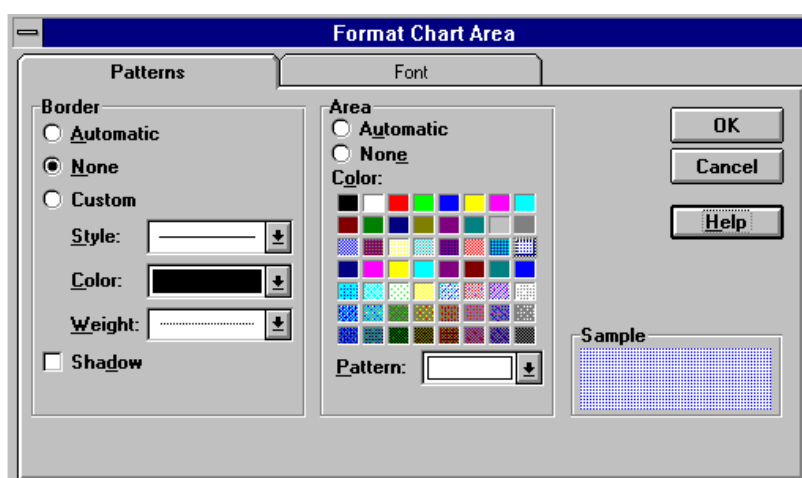 Format Chart Area
Patterns
Font
Border
Automatic
None
Custom
Style:
Color:
Weight:
Shadow
Area
Automatic
None
Color:
Pattern:
OK
Cancel
Help
Sample